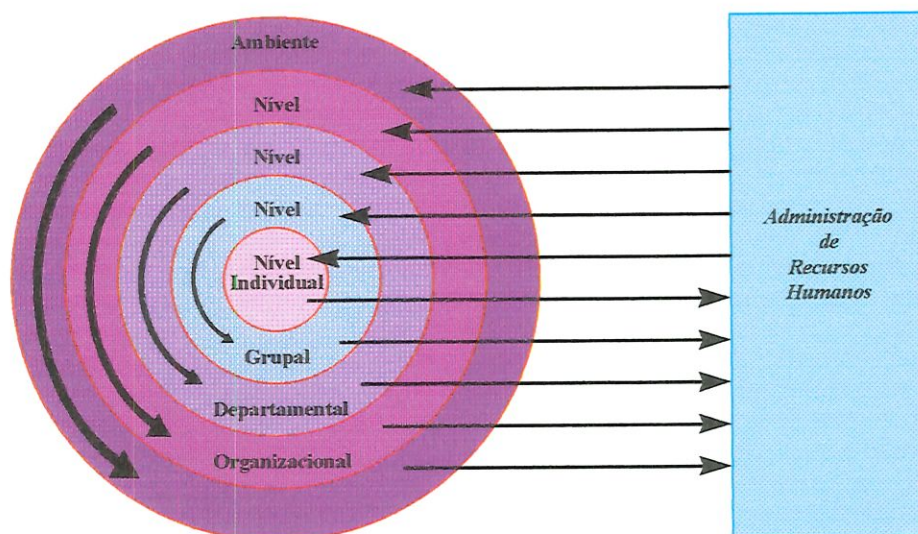 Ambiente
Nível
Nível
Nível
Nível
Individual
Grupal
Departamental
Organizacional
Administração
de
Recursos
Humanos